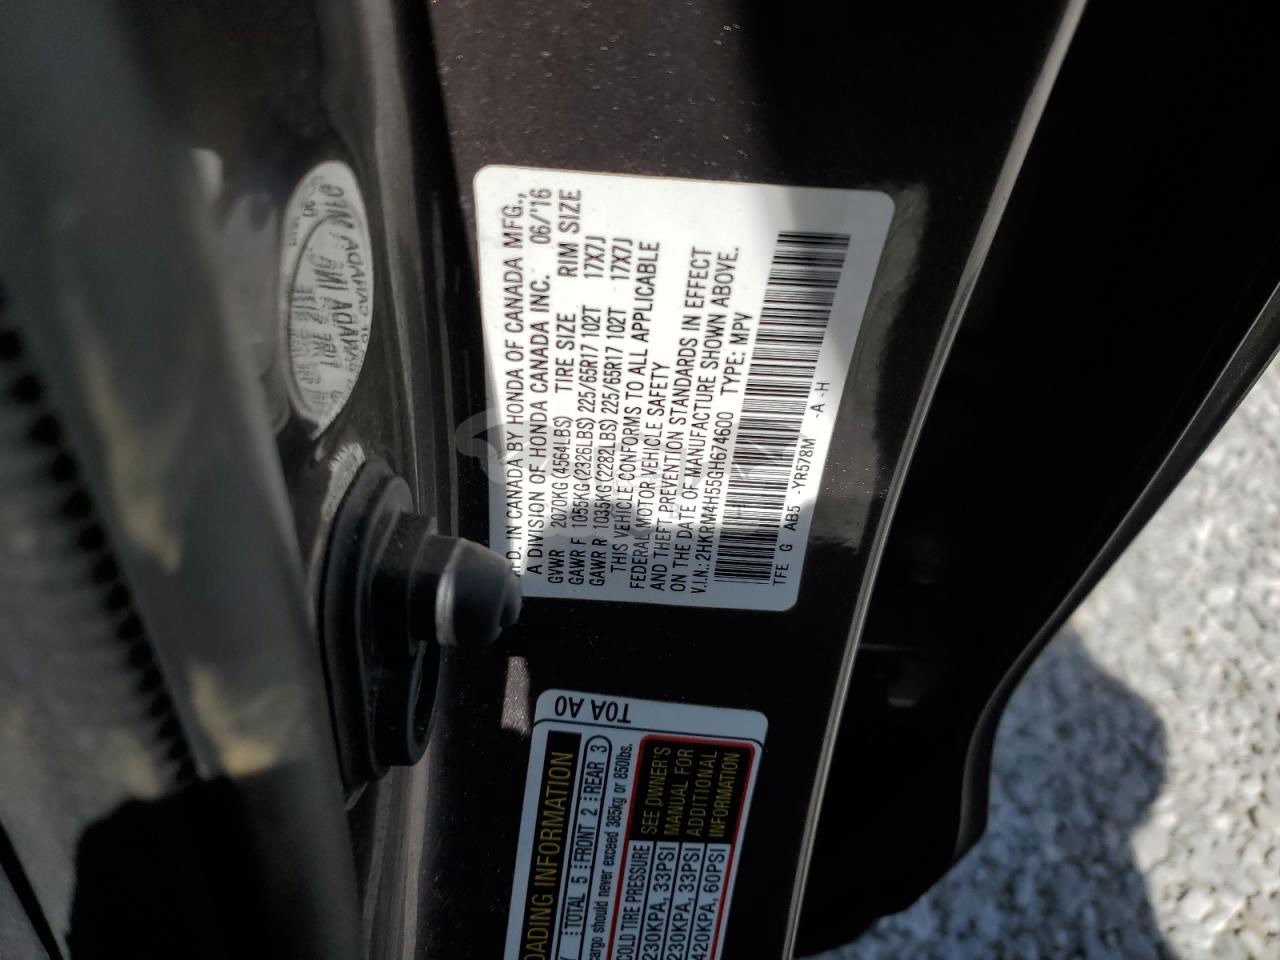 MFD. IN CANADA BY HONDA OF CANADA MFG.,
A DIVISION OF HONDA CANADA INC. 06/'16
GVWR 2070KG(4564LBS) TIRE SIZE RIM SIZE
GAWR F 1055KG(2326LBS) 225/65R17 102T 17X7J
GAWR R 1035KG(2282LBS) 225/65R17 102T 17X7J
THIS VEHICLE CONFORMS TO ALL APPLICABLE
FEDERAL MOTOR VEHICLE SAFETY
AND THEFT PREVENTION STANDARDS IN EFFECT
ON THE DATE OF MANUFACTURE SHOWN ABOVE.
V.I.N.: 2HKRM4H55GH674600 TYPE: MPV
TFE G AB5 -YR578M -A -H
T0A A0
LOADING INFORMATION
TOTAL 5 FRONT 2 REAR 3
cargo should never exceed 385kg or 850lbs.
COLD TIRE PRESSURE
230KPA, 33PSI
230KPA, 33PSI
420KPA, 60PSI
SEE OWNER'S
MANUAL FOR
ADDITIONAL
INFORMATION